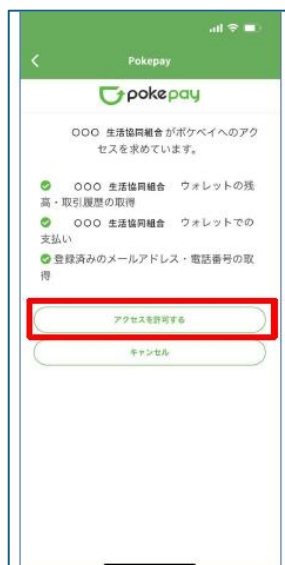 Pokepay
pokepay
○○○ 生活協同組合 がポケペイへのアク
セスを求めています。
○○○ 生活協同組合 ウォレットの残
高・取引履歴の取得
○○○ 生活協同組合 ウォレットでの
支払い
登録済みのメールアドレス・電話番号の取
得
アクセスを許可する
キャンセル